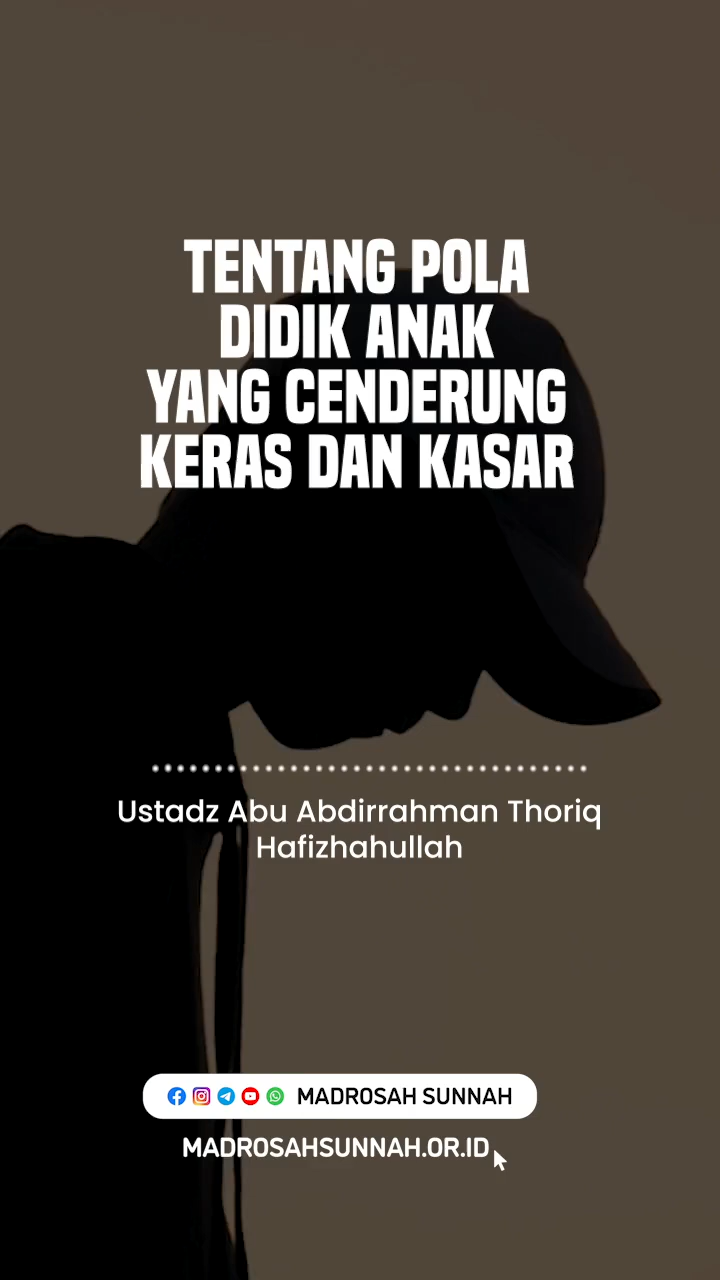 TENTANG POLA
DIDIK ANAK
YANG CENDERUNG
KERAS DAN KASAR
Ustadz Abu Abdirrahman Thoriq
Hafizhahullah
MADROSAH SUNNAH
MADROSAHSUNNAH.OR.ID